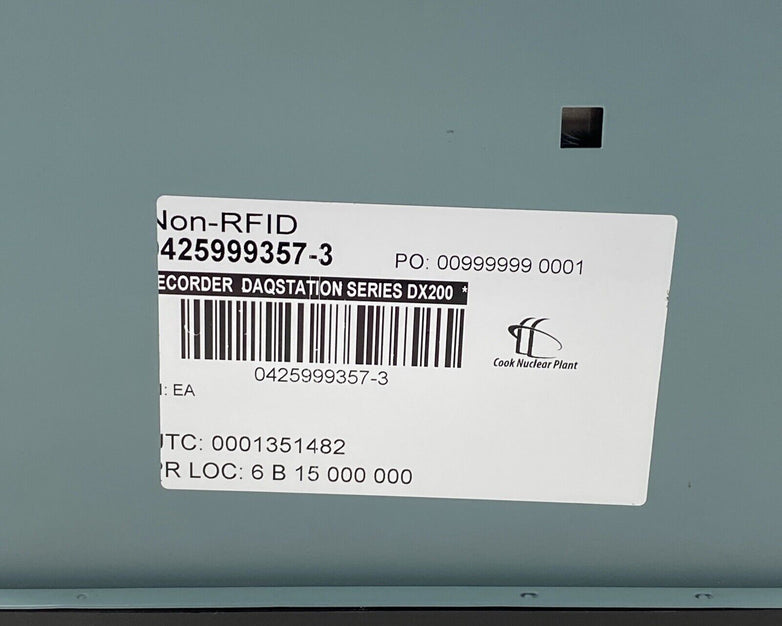 Non-RFID
0425999357-3
PO: 00999999 0001
ECORDER DAQSTATION SERIES DX200 *
Cook Nuclear Plant
0425999357-3
: EA
UTC: 0001351482
PR LOC: 6 B 15 000 000